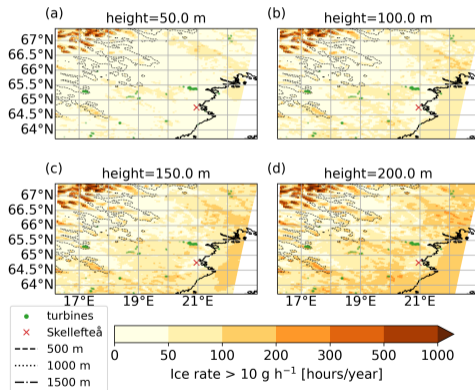 (a) height=50.0 m
(b) height=100.0 m
67°N
66.5°N
66°N
65.5°N
65°N
64.5°N
64°N
(c) height=150.0 m
(d) height=200.0 m
67°N
66.5°N
66°N
65.5°N
65°N
64.5°N
64°N
17°E 19°E 21°E
17°E 19°E 21°E
turbines
Skellefteå
500 m
1000 m
1500 m
0 50 100 200 300 500 1000
Ice rate > 10 g h⁻¹ [hours/year]